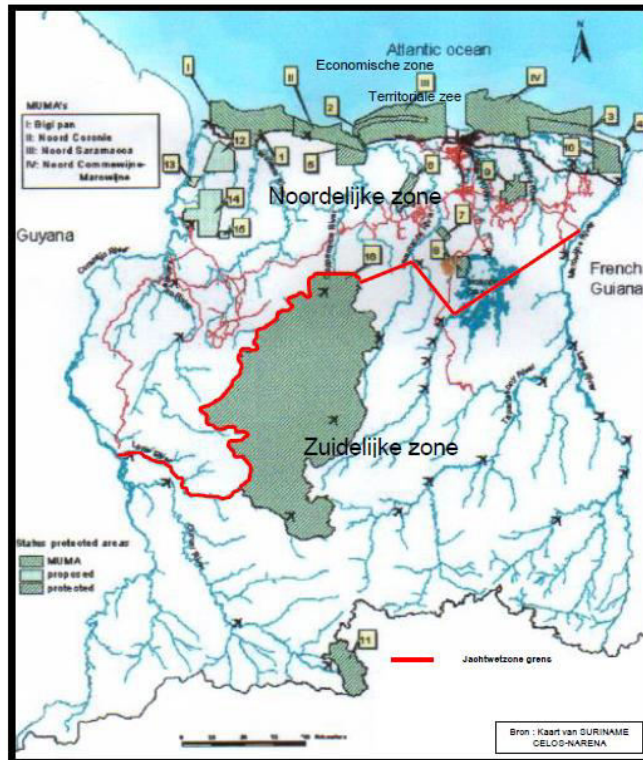 Atlantic ocean
N
Economische zone
Territoriale zee
I
II
III
IV
2
3
4
MUMA's
I: Bigi pan
II: Noord Coronie
III: Noord Saramacca
IV: Noord Commewijne-
Marowijne
12
1
5
10
13
14
15
9
7
Noordelijke zone
Guyana
French
Guiana
16
Zuidelijke zone
Status protected areas
MUMA
proposed
protected
11
Jachtwetzone grens
Bron : Kaart van SURINAME
CELOS-NARENA